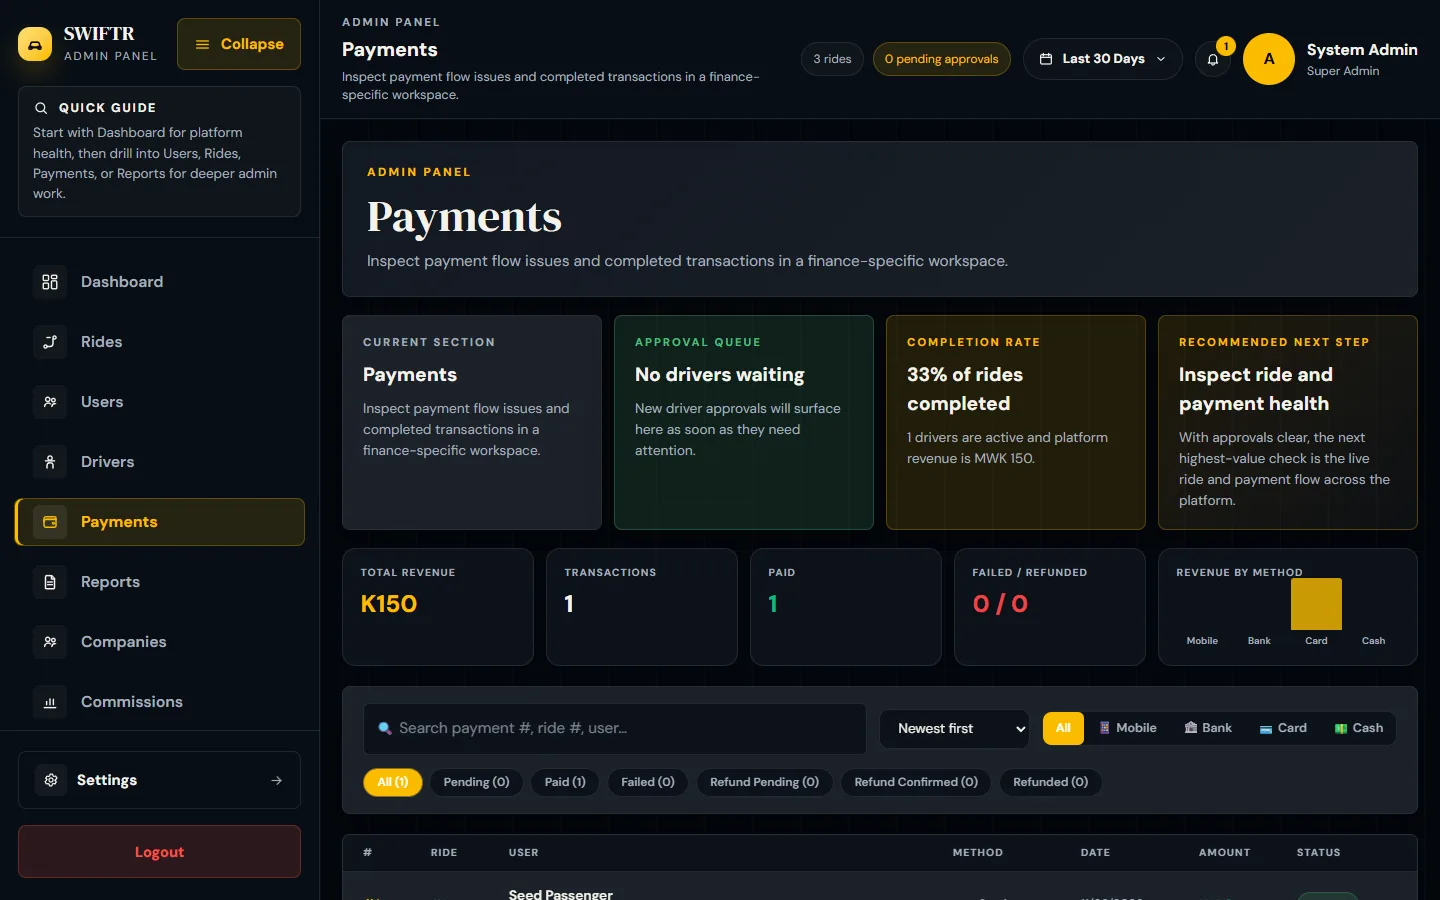 SWIFTR
ADMIN PANEL
Collapse
QUICK GUIDE
Start with Dashboard for platform
health, then drill into Users, Rides,
Payments, or Reports for deeper admin
work.
Dashboard
Rides
Users
Drivers
Payments
Reports
Companies
Commissions
Settings
Logout
ADMIN PANEL
Payments
Inspect payment flow issues and completed transactions in a finance-
specific workspace.
3 rides
0 pending approvals
Last 30 Days
1
A
System Admin
Super Admin
ADMIN PANEL
Payments
Inspect payment flow issues and completed transactions in a finance-specific workspace.
CURRENT SECTION
Payments
Inspect payment flow issues and
completed transactions in a
finance-specific workspace.
APPROVAL QUEUE
No drivers waiting
New driver approvals will surface
here as soon as they need
attention.
COMPLETION RATE
33% of rides
completed
1 drivers are active and platform
revenue is MWK 150.
RECOMMENDED NEXT STEP
Inspect ride and
payment health
With approvals clear, the next
highest-value check is the live
ride and payment flow across the
platform.
TOTAL REVENUE
K150
TRANSACTIONS
1
PAID
1
FAILED / REFUNDED
0 / 0
REVENUE BY METHOD
Mobile Bank Card Cash
Search payment #, ride #, user...
Newest first
All Mobile Bank Card Cash
All (1) Pending (0) Paid (1) Failed (0) Refund Pending (0) Refund Confirmed (0) Refunded (0)
# RIDE USER METHOD DATE AMOUNT STATUS
Seed Passenger